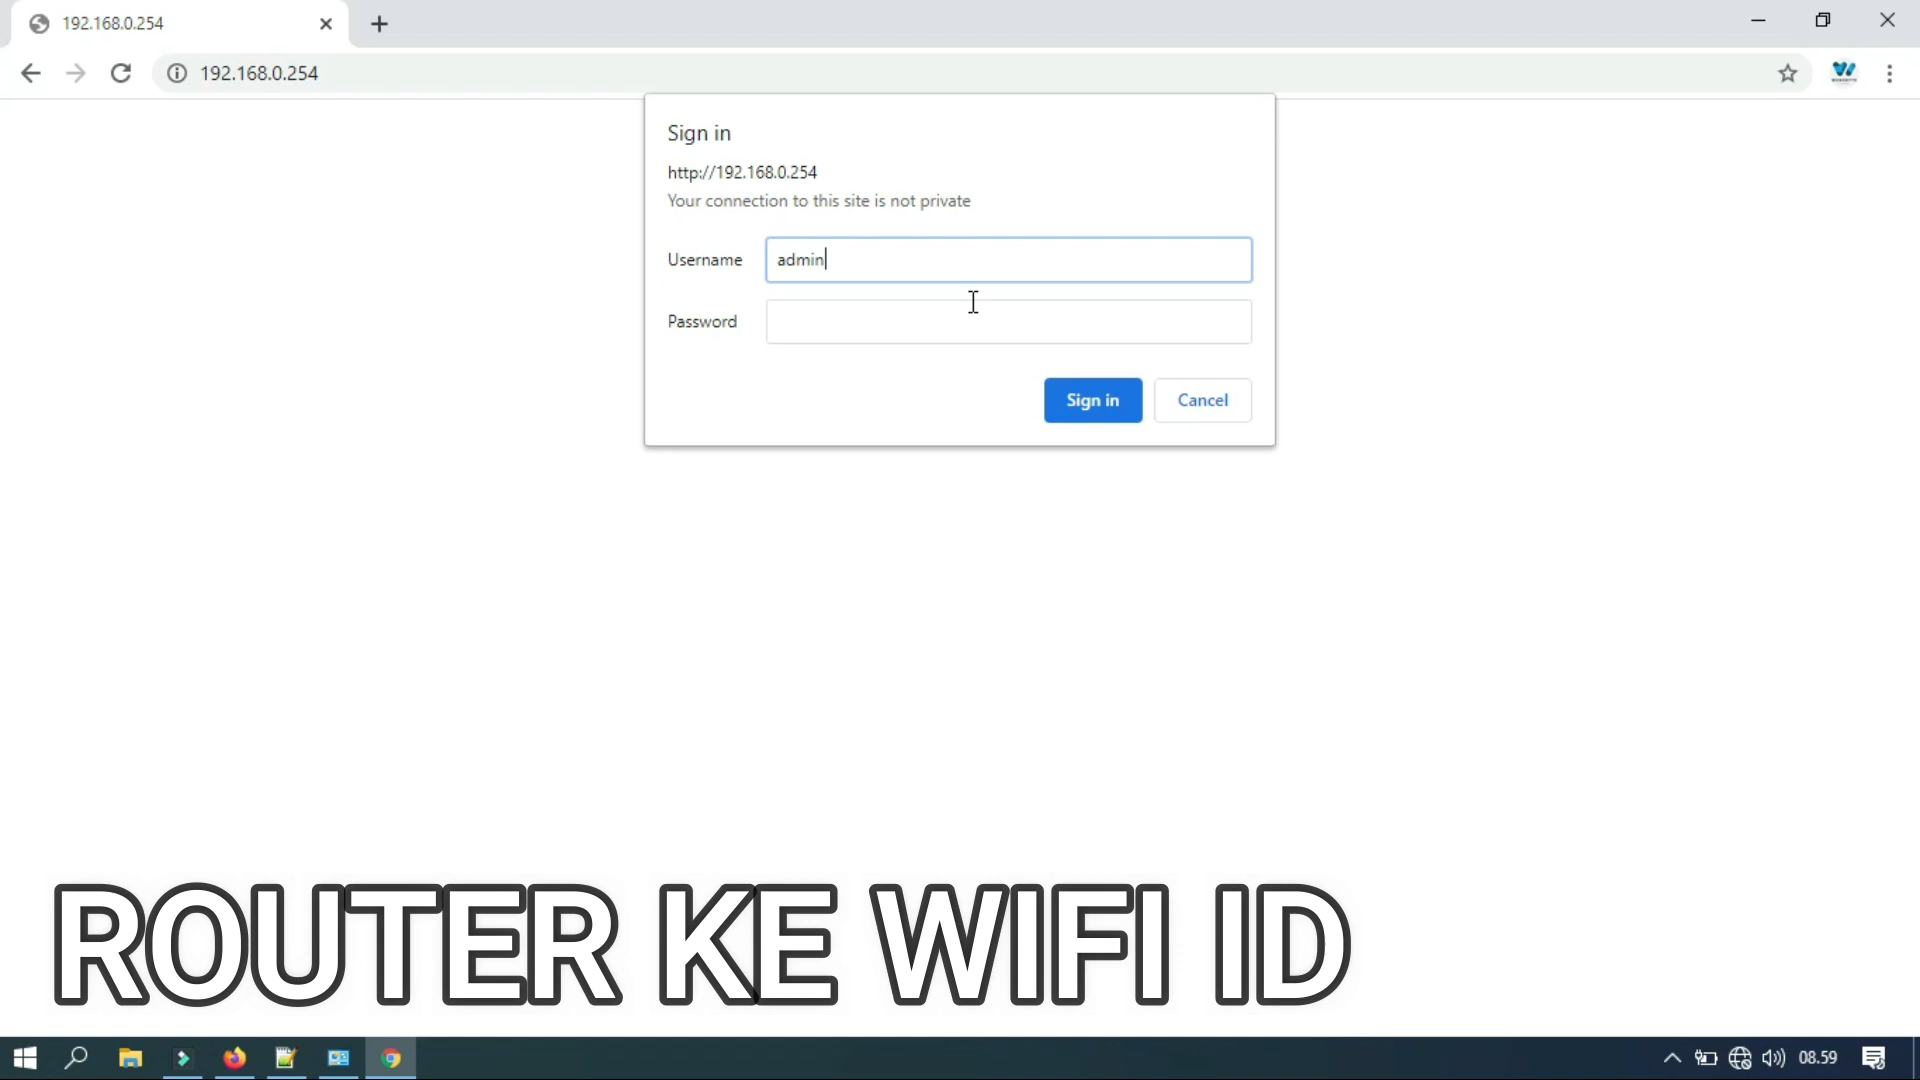 192.168.0.254
192.168.0.254
Sign in
http://192.168.0.254
Your connection to this site is not private
Username admin
Password
Sign in Cancel
ROUTER KE WIFI ID
08.59